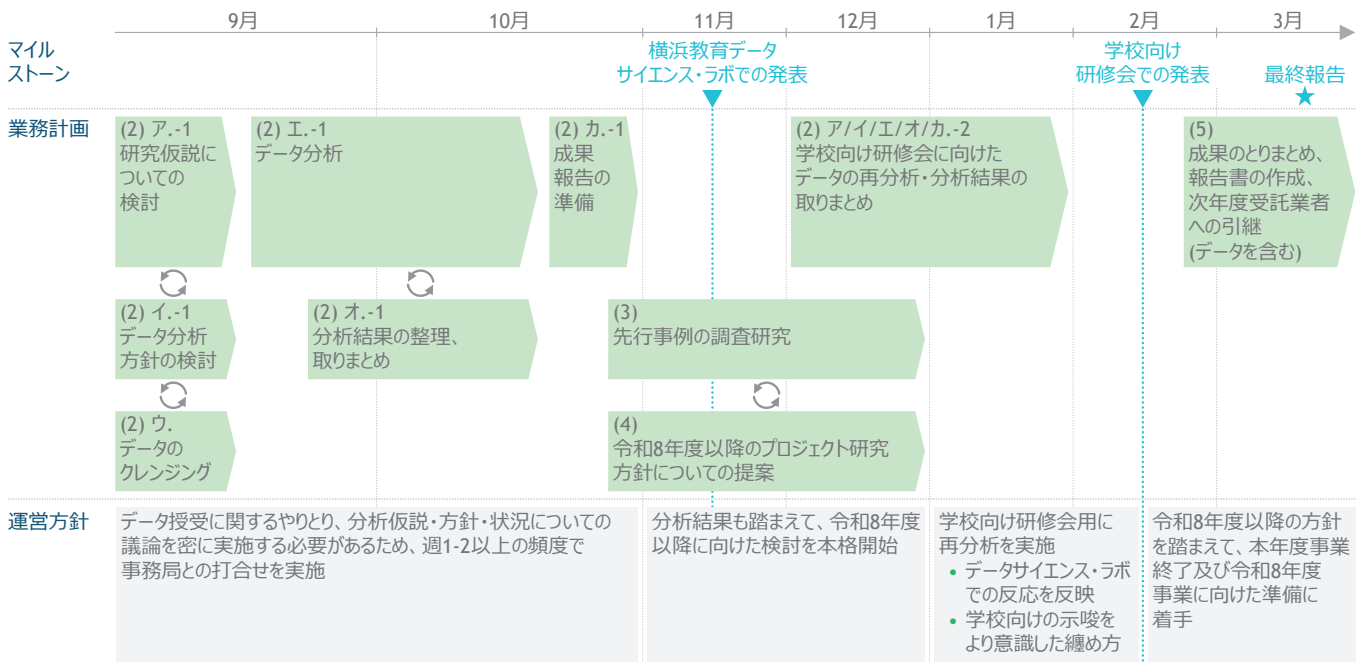 9月
10月
11月
12月
1月
2月
3月
マイル
ストーン
横浜教育データ
サイエンス・ラボでの発表
学校向け
研修会での発表
最終報告
業務計画
(2) ア.-1
研究仮説に
ついての
検討
(2) エ.-1
データ分析
(2) カ.-1
成果
報告の
準備
(2) ア/イ/エ/オ/カ.-2
学校向け研修会に向けた
データの再分析・分析結果の
取りまとめ
(5)
成果のとりまとめ、
報告書の作成、
次年度受託業者
への引継
(データを含む)
(2) イ.-1
データ分析
方針の検討
(2) オ.-1
分析結果の整理、
取りまとめ
(3)
先行事例の調査研究
(2) ウ.
データの
クレンジング
(4)
令和8年度以降のプロジェクト研究
方針についての提案
運営方針
データ授受に関するやりとり、分析仮説・方針・状況についての
議論を密に実施する必要があるため、週1-2以上の頻度で
事務局との打合せを実施
分析結果も踏まえて、令和8年度
以降に向けた検討を本格開始
学校向け研修会用に
再分析を実施
• データサイエンス・ラボ
での反応を反映
• 学校向けの示唆を
より意識した纏め方
令和8年度以降の方針
を踏まえて、本年度事業
終了及び令和8年度
事業に向けた準備に
着手